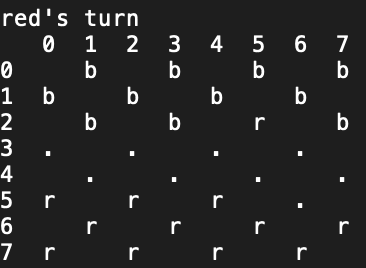 red's turn
   0  1  2  3  4  5  6  7
0     b     b     b     b
1  b     b     b     b
2     b     b     r     b
3  .     .     .     .
4     .     .     .     .
5  r     r     r     .
6     r     r     r     r
7  r     r     r     r